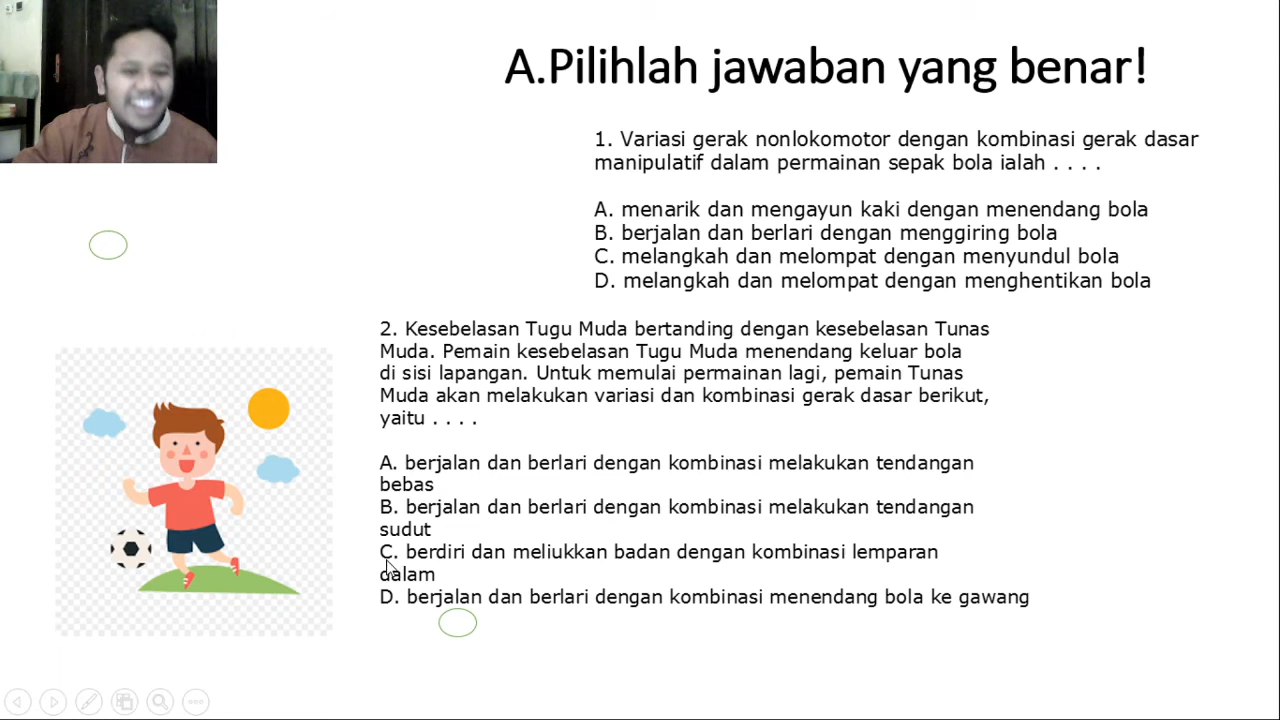 A.Pilihlah jawaban yang benar!
1. Variasi gerak nonlokomotor dengan kombinasi gerak dasar
manipulatif dalam permainan sepak bola ialah . . . .
A. menarik dan mengayun kaki dengan menendang bola
B. berjalan dan berlari dengan menggiring bola
C. melangkah dan melompat dengan menyundul bola
D. melangkah dan melompat dengan menghentikan bola
2. Kesebelasan Tugu Muda bertanding dengan kesebelasan Tunas
Muda. Pemain kesebelasan Tugu Muda menendang keluar bola
di sisi lapangan. Untuk memulai permainan lagi, pemain Tunas
Muda akan melakukan variasi dan kombinasi gerak dasar berikut,
yaitu . . . .
A. berjalan dan berlari dengan kombinasi melakukan tendangan
bebas
B. berjalan dan berlari dengan kombinasi melakukan tendangan
sudut
C. berdiri dan meliukkan badan dengan kombinasi lemparan
dalam
D. berjalan dan berlari dengan kombinasi menendang bola ke gawang